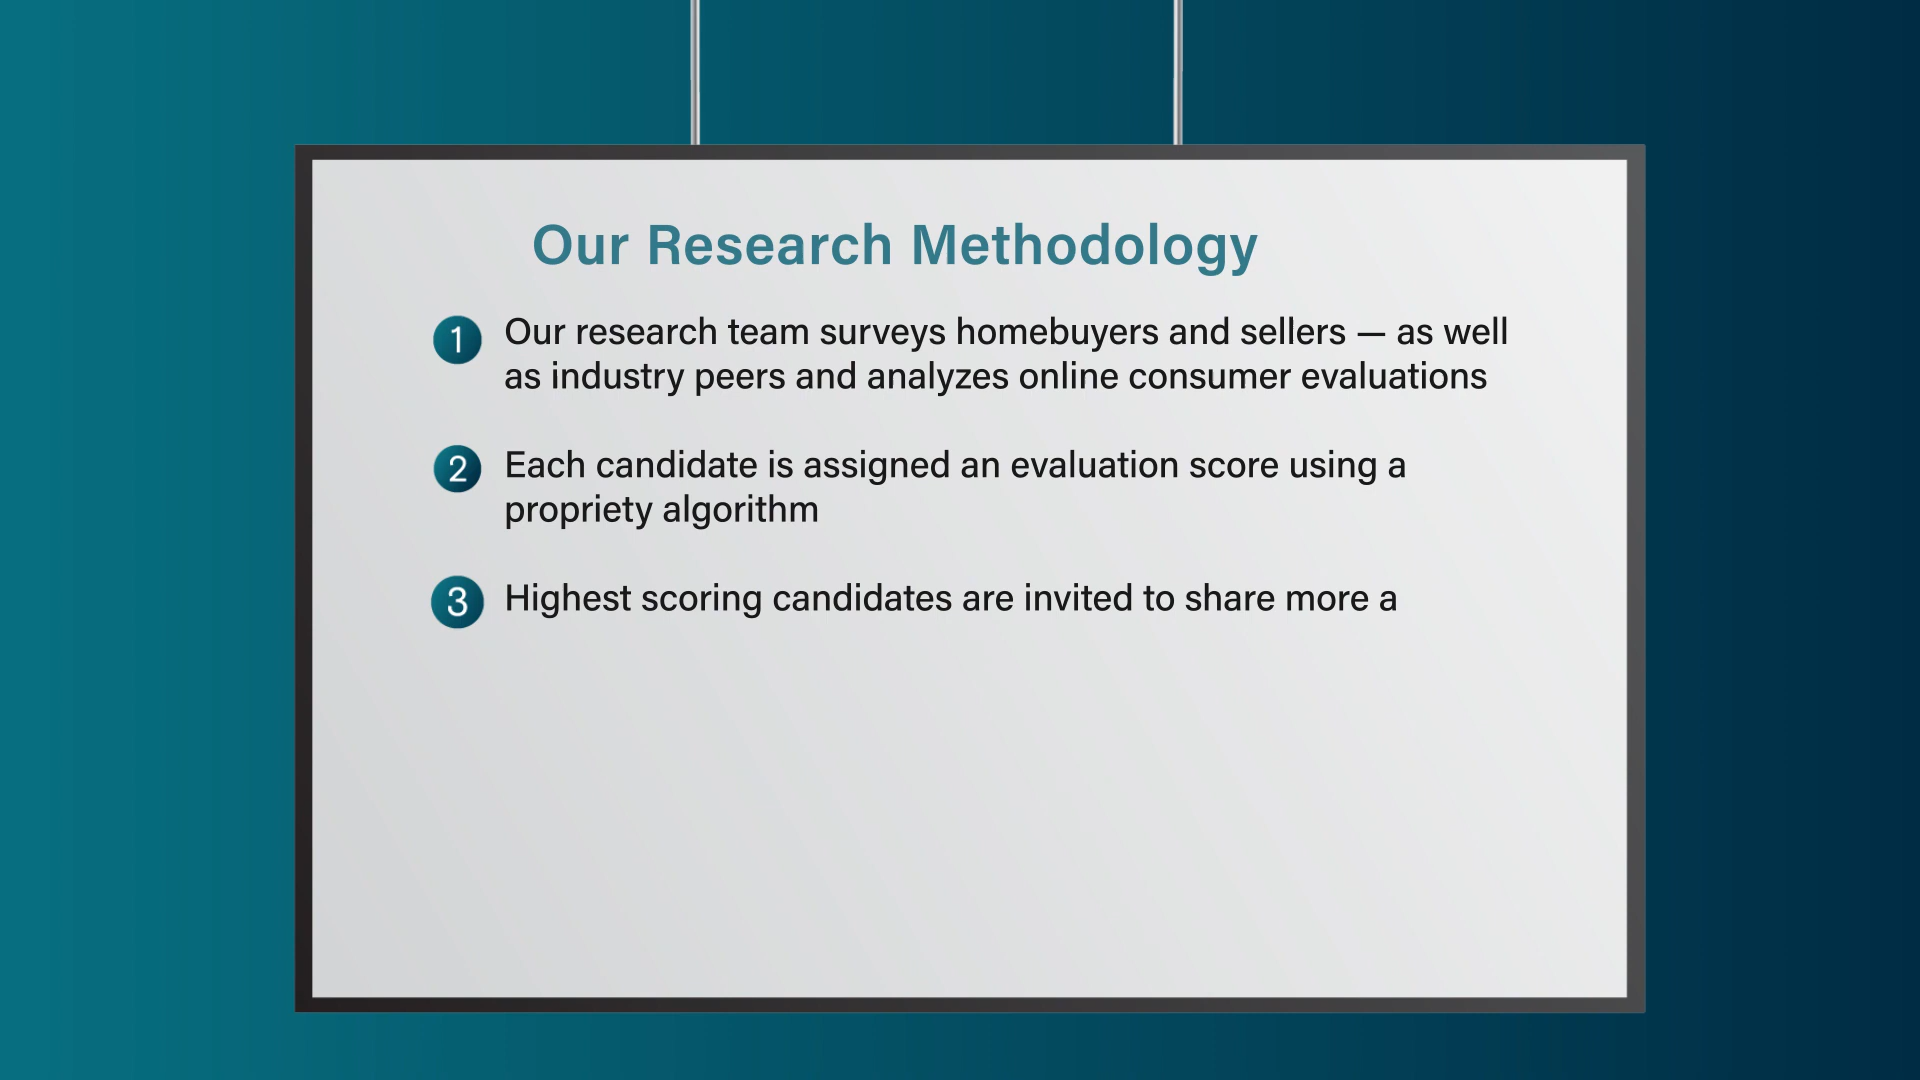 Our Research Methodology
1 Our research team surveys homebuyers and sellers — as well
as industry peers and analyzes online consumer evaluations
2 Each candidate is assigned an evaluation score using a
propriety algorithm
3 Highest scoring candidates are invited to share more a